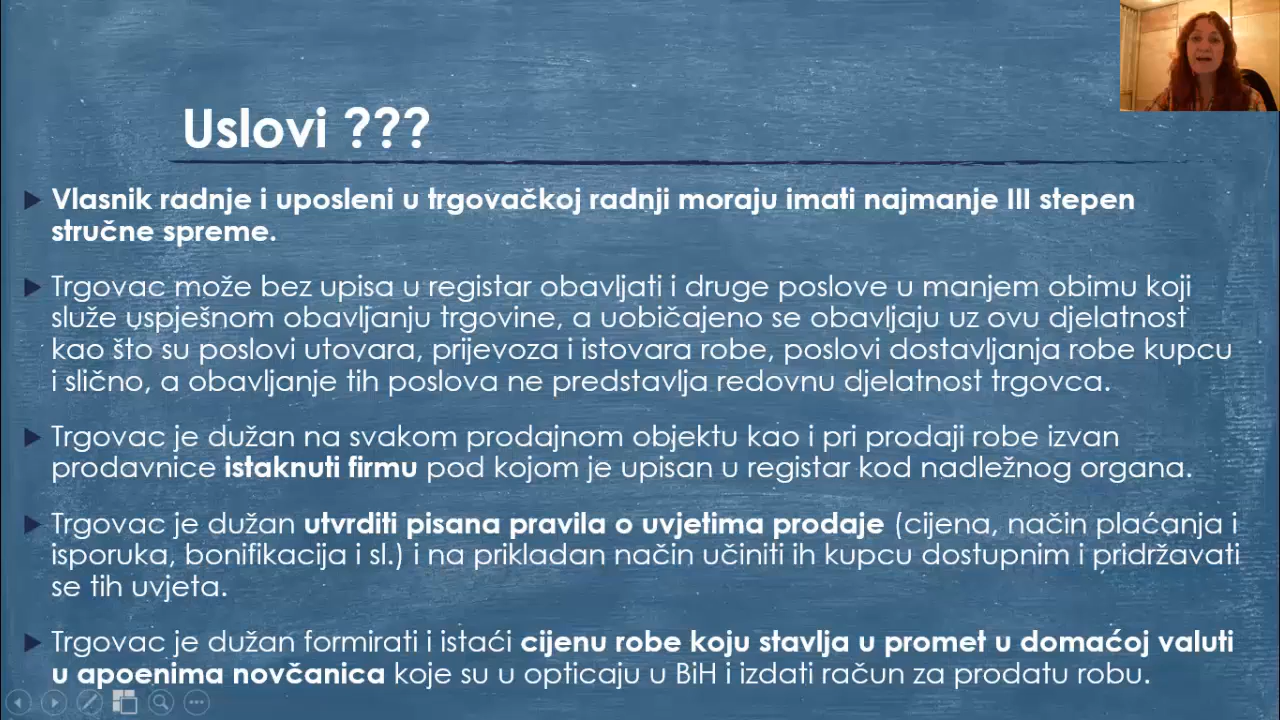 Uslovi ???
Vlasnik radnje i uposleni u trgovačkoj radnji moraju imati najmanje III stepen
stručne spreme.
Trgovac može bez upisa u registar obavljati i druge poslove u manjem obimu koji
služe uspješnom obavljanju trgovine, a uobičajeno se obavljaju uz ovu djelatnost
kao što su poslovi utovara, prijevoza i istovara robe, poslovi dostavljanja robe kupcu
i slično, a obavljanje tih poslova ne predstavlja redovnu djelatnost trgovca.
Trgovac je dužan na svakom prodajnom objektu kao i pri prodaji robe izvan
prodavnice istaknuti firmu pod kojom je upisan u registar kod nadležnog organa.
Trgovac je dužan utvrditi pisana pravila o uvjetima prodaje (cijena, način plaćanja i
isporuka, bonifikacija i sl.) i na prikladan način učiniti ih kupcu dostupnim i pridržavati
se tih uvjeta.
Trgovac je dužan formirati i istaći cijenu robe koju stavlja u promet u domaćoj valuti
u apoenima novčanica koje su u opticaju u BiH i izdati račun za prodatu robu.